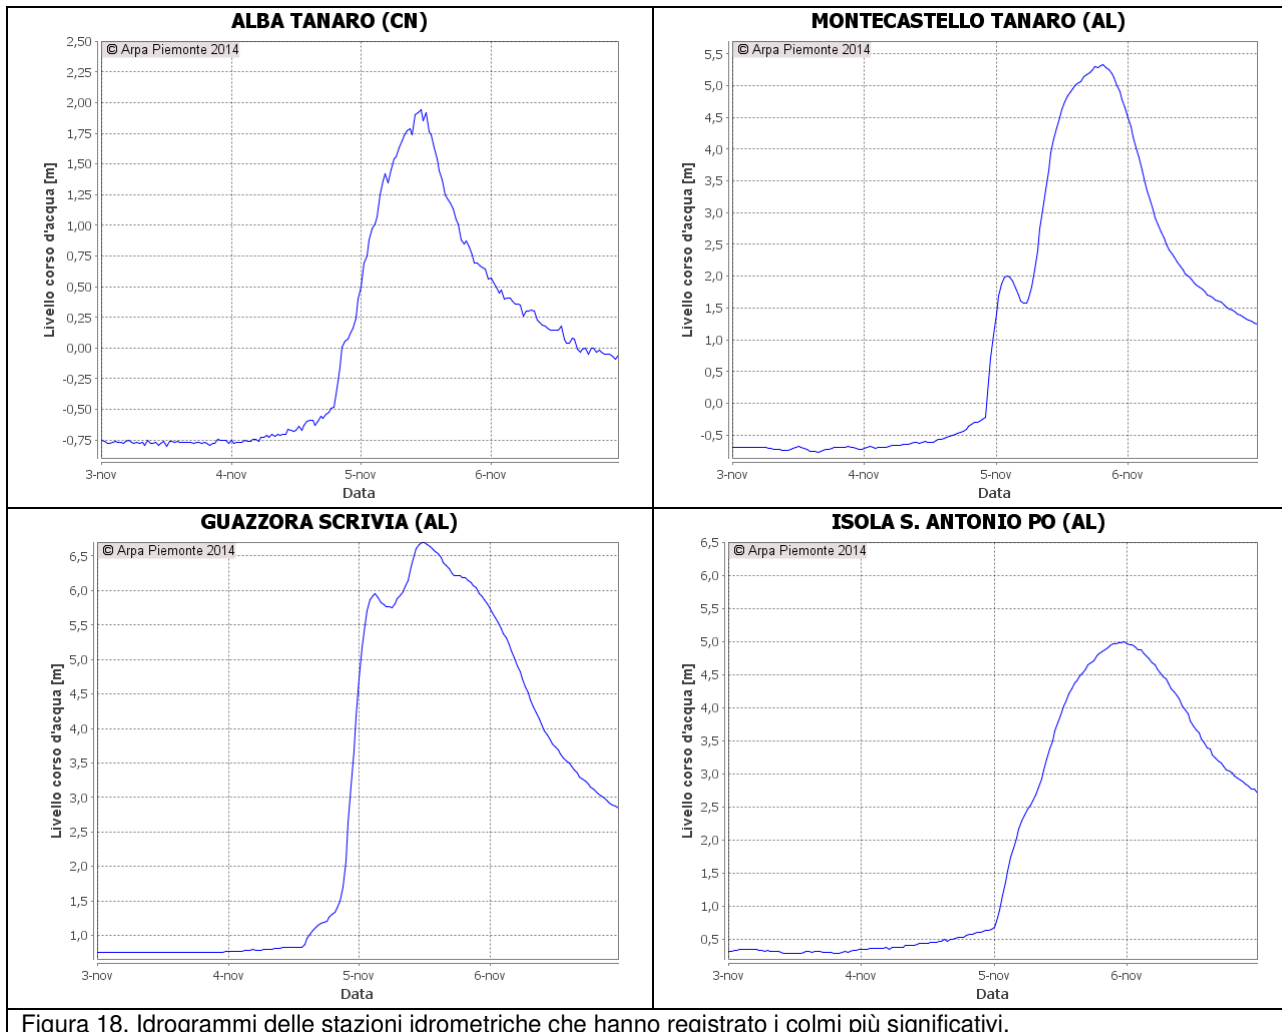 ALBA TANARO (CN)
© Arpa Piemonte 2014
Livello corso d'acqua [m]
2,50
2,25
2,00
1,75
1,50
1,25
1,00
0,75
0,50
0,25
0,00
-0,25
-0,50
-0,75
3-nov 4-nov 5-nov 6-nov
Data
MONTECASTELLO TANARO (AL)
© Arpa Piemonte 2014
Livello corso d'acqua [m]
5,5
5,0
4,5
4,0
3,5
3,0
2,5
2,0
1,5
1,0
0,5
0,0
-0,5
3-nov 4-nov 5-nov 6-nov
Data
GUAZZORA SCRIVIA (AL)
© Arpa Piemonte 2014
Livello corso d'acqua [m]
6,5
6,0
5,5
5,0
4,5
4,0
3,5
3,0
2,5
2,0
1,5
1,0
3-nov 4-nov 5-nov 6-nov
Data
ISOLA S. ANTONIO PO (AL)
© Arpa Piemonte 2014
Livello corso d'acqua [m]
6,5
6,0
5,5
5,0
4,5
4,0
3,5
3,0
2,5
2,0
1,5
1,0
0,5
3-nov 4-nov 5-nov 6-nov
Data
Figura 18. Idrogrammi delle stazioni idrometriche che hanno registrato i colmi più significativi.